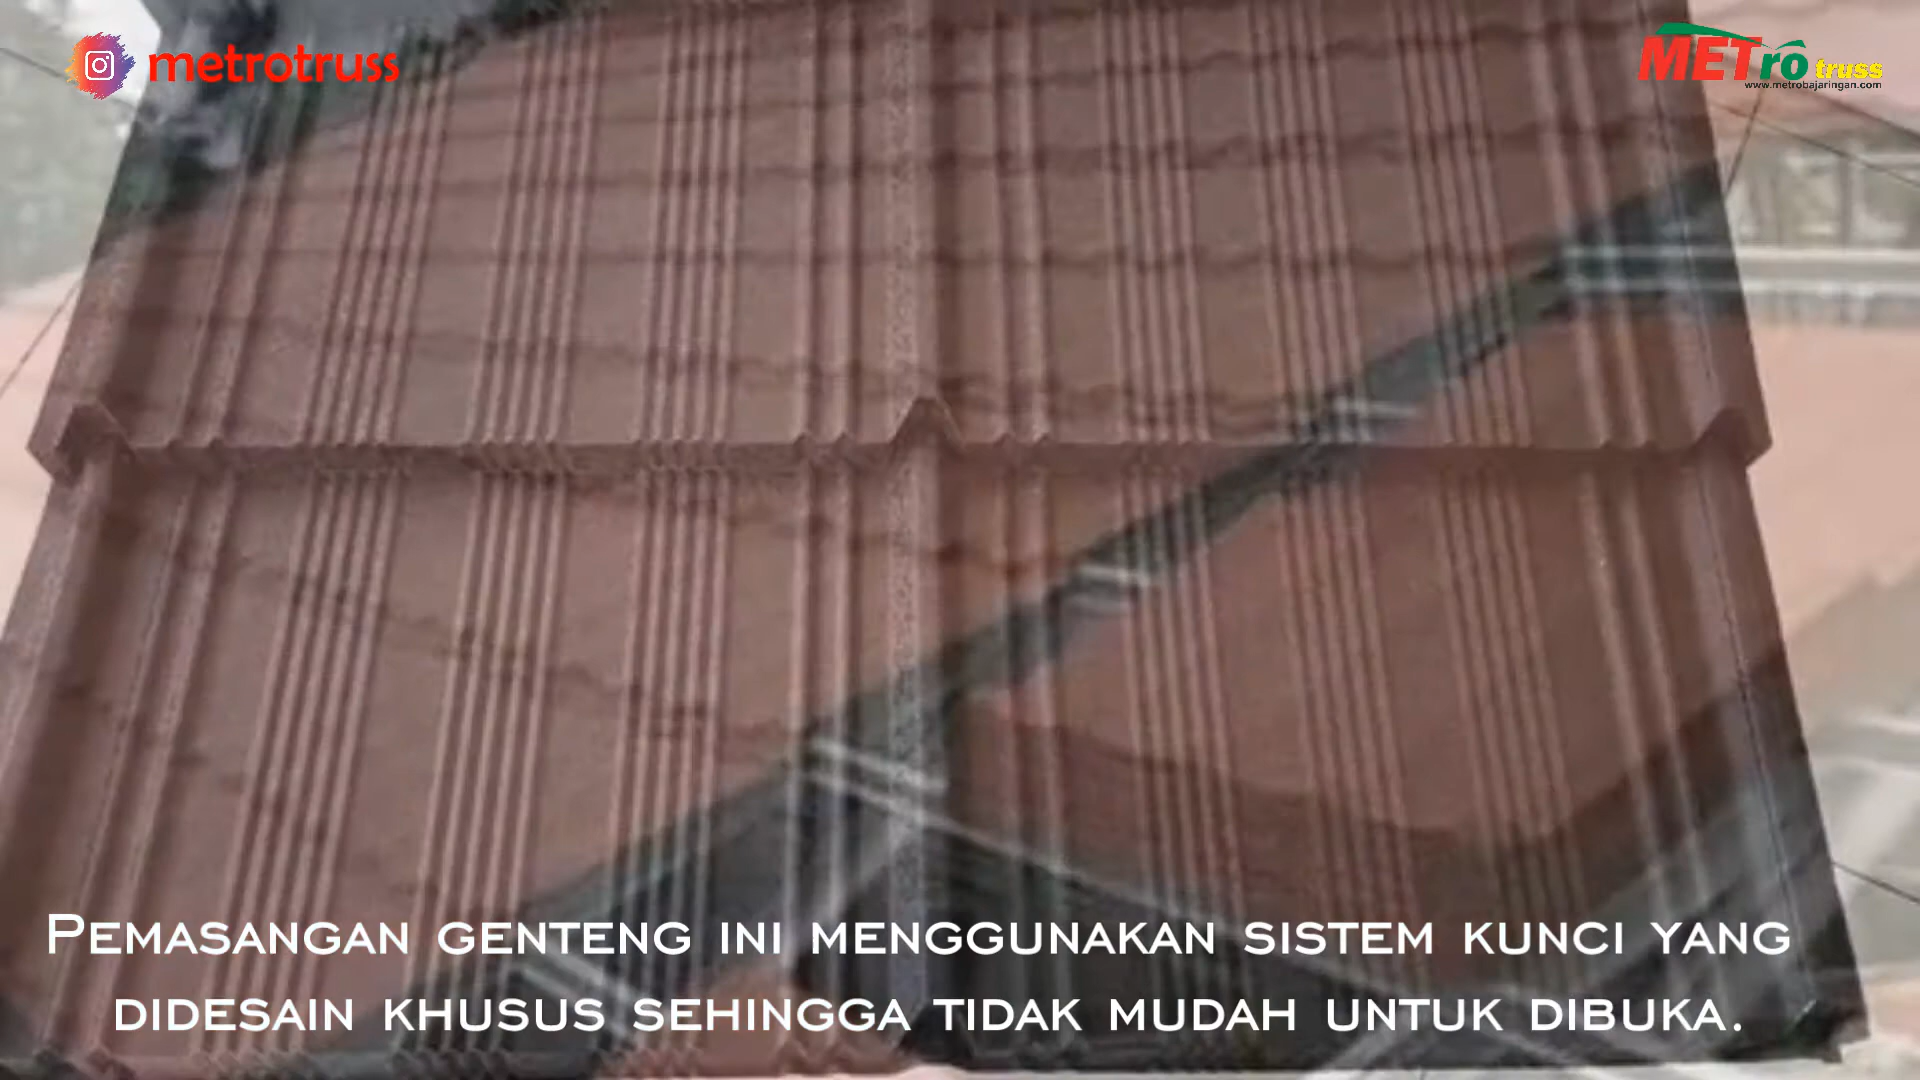 metrotruss
METro truss
www.metrobajaringan.com
Pemasangan genteng ini menggunakan sistem kunci yang
didesain khusus sehingga tidak mudah untuk dibuka.